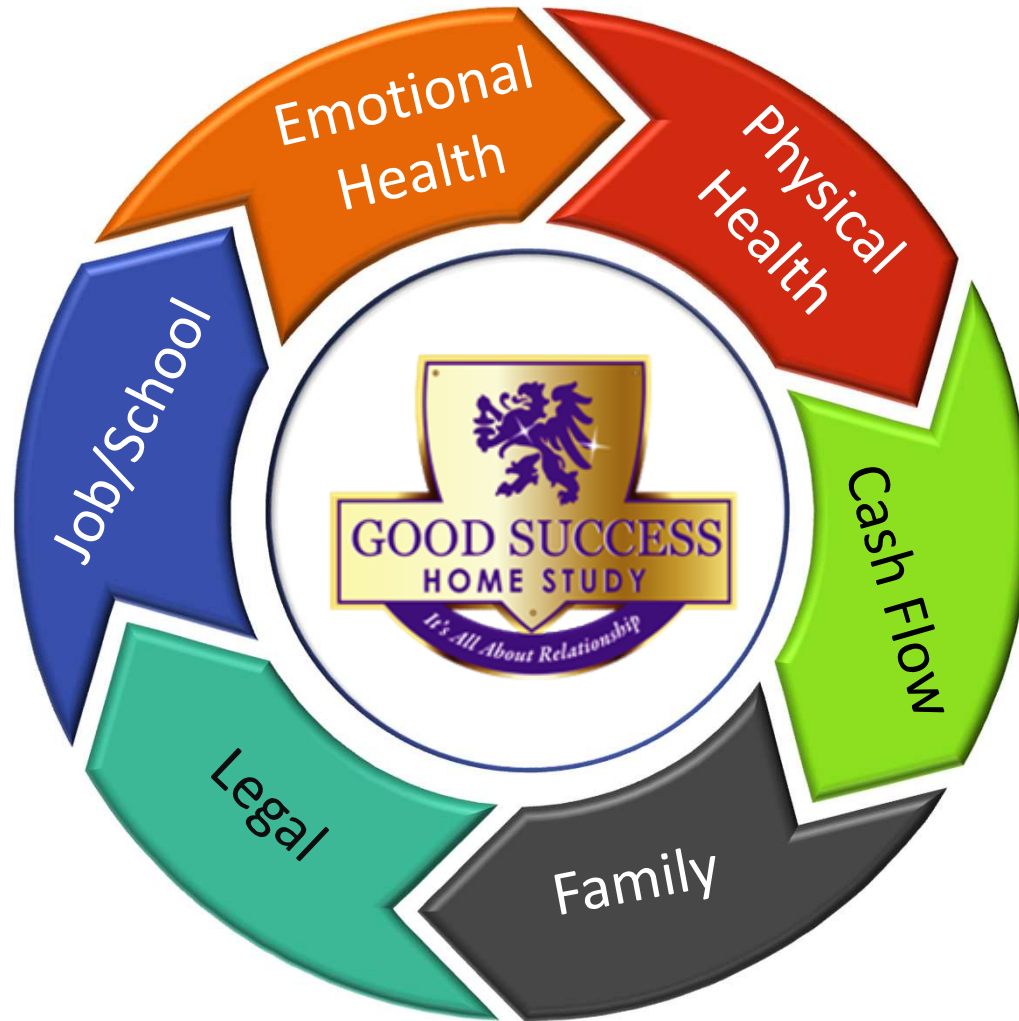 Emotional
Health
Physical
Health
Cash Flow
Family
Legal
Job/School
GOOD SUCCESS
HOME STUDY
It's All About Relationship